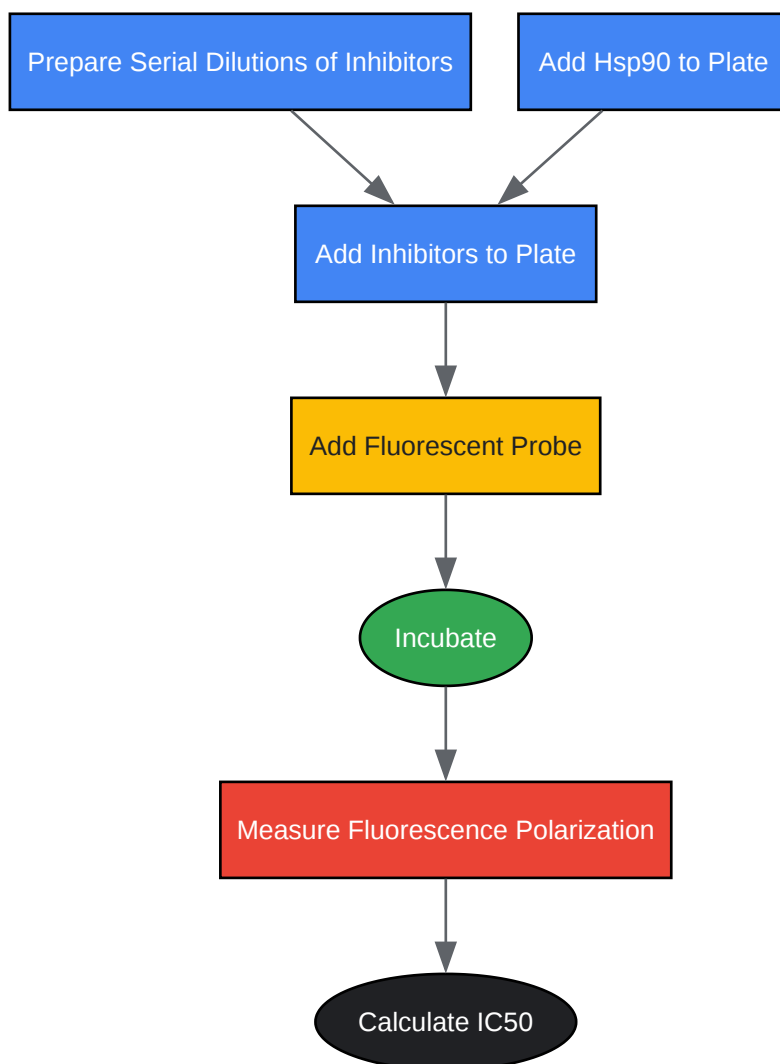 Prepare Serial Dilutions of Inhibitors
Add Hsp90 to Plate
Add Inhibitors to Plate
Add Fluorescent Probe
Incubate
Measure Fluorescence Polarization
Calculate IC50